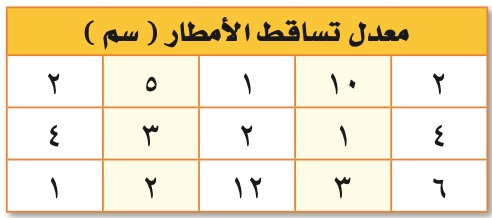 معدل تساقط الأمطار ( سم )
٢ ١٠ ١ ٥ ٢
٤ ١ ٢ ٣ ٤
٦ ٣ ١٢ ٢ ١